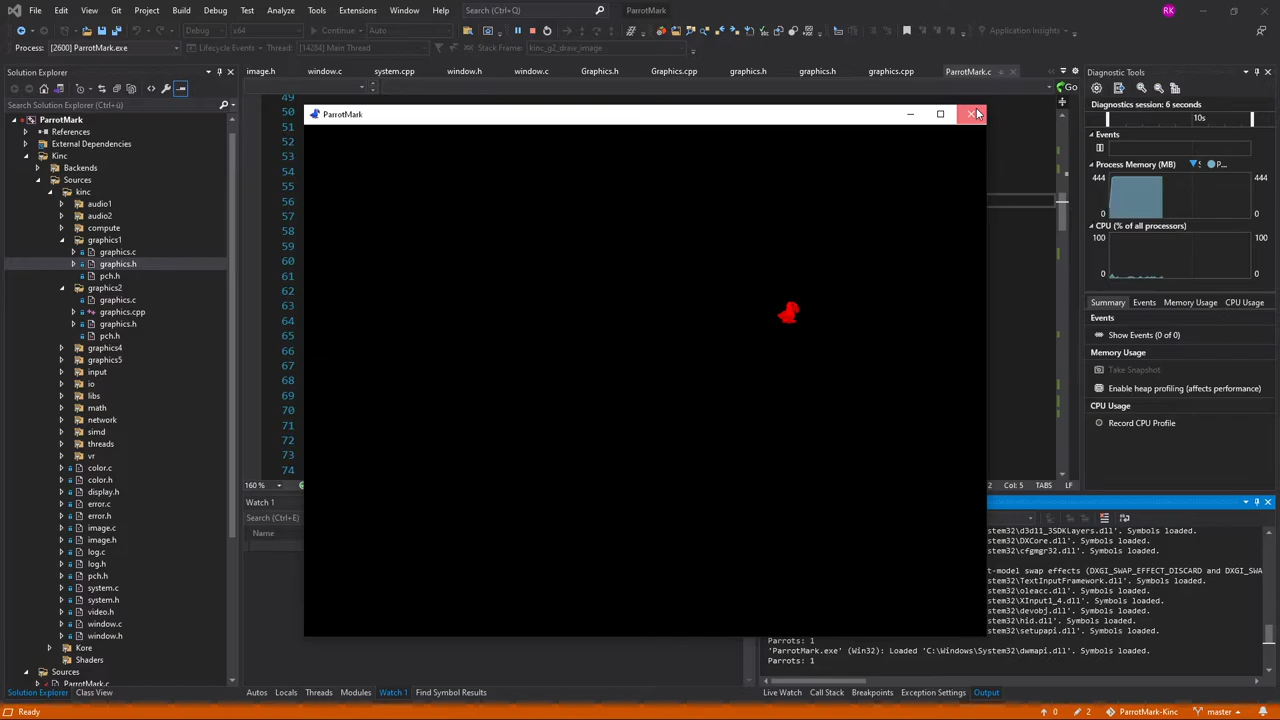 File Edit View Git Project Build Debug Test Analyze Tools Extensions Window Help Search (Ctrl+Q) ParrotMark RK
Debug x64 Continue Auto Application Insights
Process: [2600] ParrotMark.exe Lifecycle Events Thread: [14284] Main Thread Stack Frame: kinc_g2_draw_image
Solution Explorer
Search Solution Explorer (Ctrl+ü)
ParrotMark
References
External Dependencies
Kinc
Backends
Sources
kinc
audio1
audio2
compute
graphics1
graphics.c
graphics.h
pch.h
graphics2
graphics.c
graphics.cpp
graphics.h
pch.h
graphics4
graphics5
input
io
libs
math
network
simd
threads
vr
color.c
color.h
display.h
error.c
error.h
image.c
image.h
log.c
log.h
pch.h
system.c
system.h
video.h
window.c
window.h
Kore
Shaders
Sources
ParrotMark.c
Solution Explorer Class View
image.h window.c system.cpp window.h window.c Graphics.h Graphics.cpp graphics.h graphics.h graphics.cpp ParrotMark.c
Go
49
50
51
52
53
54
55
56
57
58
59
60
61
62
63
64
65
66
67
68
69
70
71
72
73
74
ParrotMark
160 %
Col: 5 TABS LF
Watch 1
Search (Ctrl+E)
Name
Autos Locals Threads Modules Watch 1 Find Symbol Results
Diagnostic Tools
Diagnostics session: 6 seconds
10s
Events
Process Memory (MB) P...
444 444
0 0
CPU (% of all processors)
100 100
0 0
Summary Events Memory Usage CPU Usage
Events
Show Events (0 of 0)
Memory Usage
Take Snapshot
Enable heap profiling (affects performance)
CPU Usage
Record CPU Profile
stem32\d3d11_3SDKLayers.dll'. Symbols loaded.
stem32\DXCore.dll'. Symbols loaded.
stem32\cfgmgr32.dll'. Symbols loaded.
t-model swap effects (DXGI_SWAP_EFFECT_DISCARD and DXGI_SWA
stem32\TextInputFramework.dll'. Symbols loaded.
stem32\oleacc.dll'. Symbols loaded.
stem32\XInput1_4.dll'. Symbols loaded.
stem32\devobj.dll'. Symbols loaded.
stem32\hid.dll'. Symbols loaded.
stem32\setupapi.dll'. Symbols loaded.
Parrots: 1
'ParrotMark.exe' (Win32): Loaded 'C:\Windows\System32\dwmapi.dll'. Symbols loaded.
Parrots: 1
Live Watch Call Stack Breakpoints Exception Settings Output
Ready 0 2 ParrotMark-Kinc master